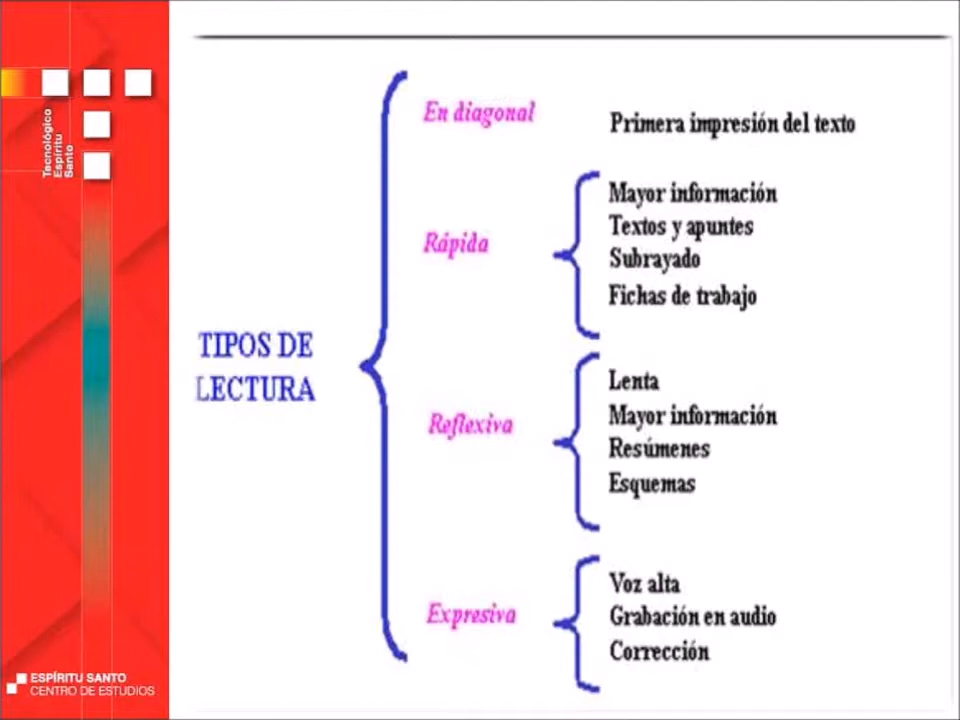 Tecnológico
Espíritu
Santo
TIPOS DE
LECTURA
En diagonal
Primera impresión del texto
Rápida
Mayor información
Textos y apuntes
Subrayado
Fichas de trabajo
Reflexiva
Lenta
Mayor información
Resúmenes
Esquemas
Expresiva
Voz alta
Grabación en audio
Corrección
ESPÍRITU SANTO
CENTRO DE ESTUDIOS